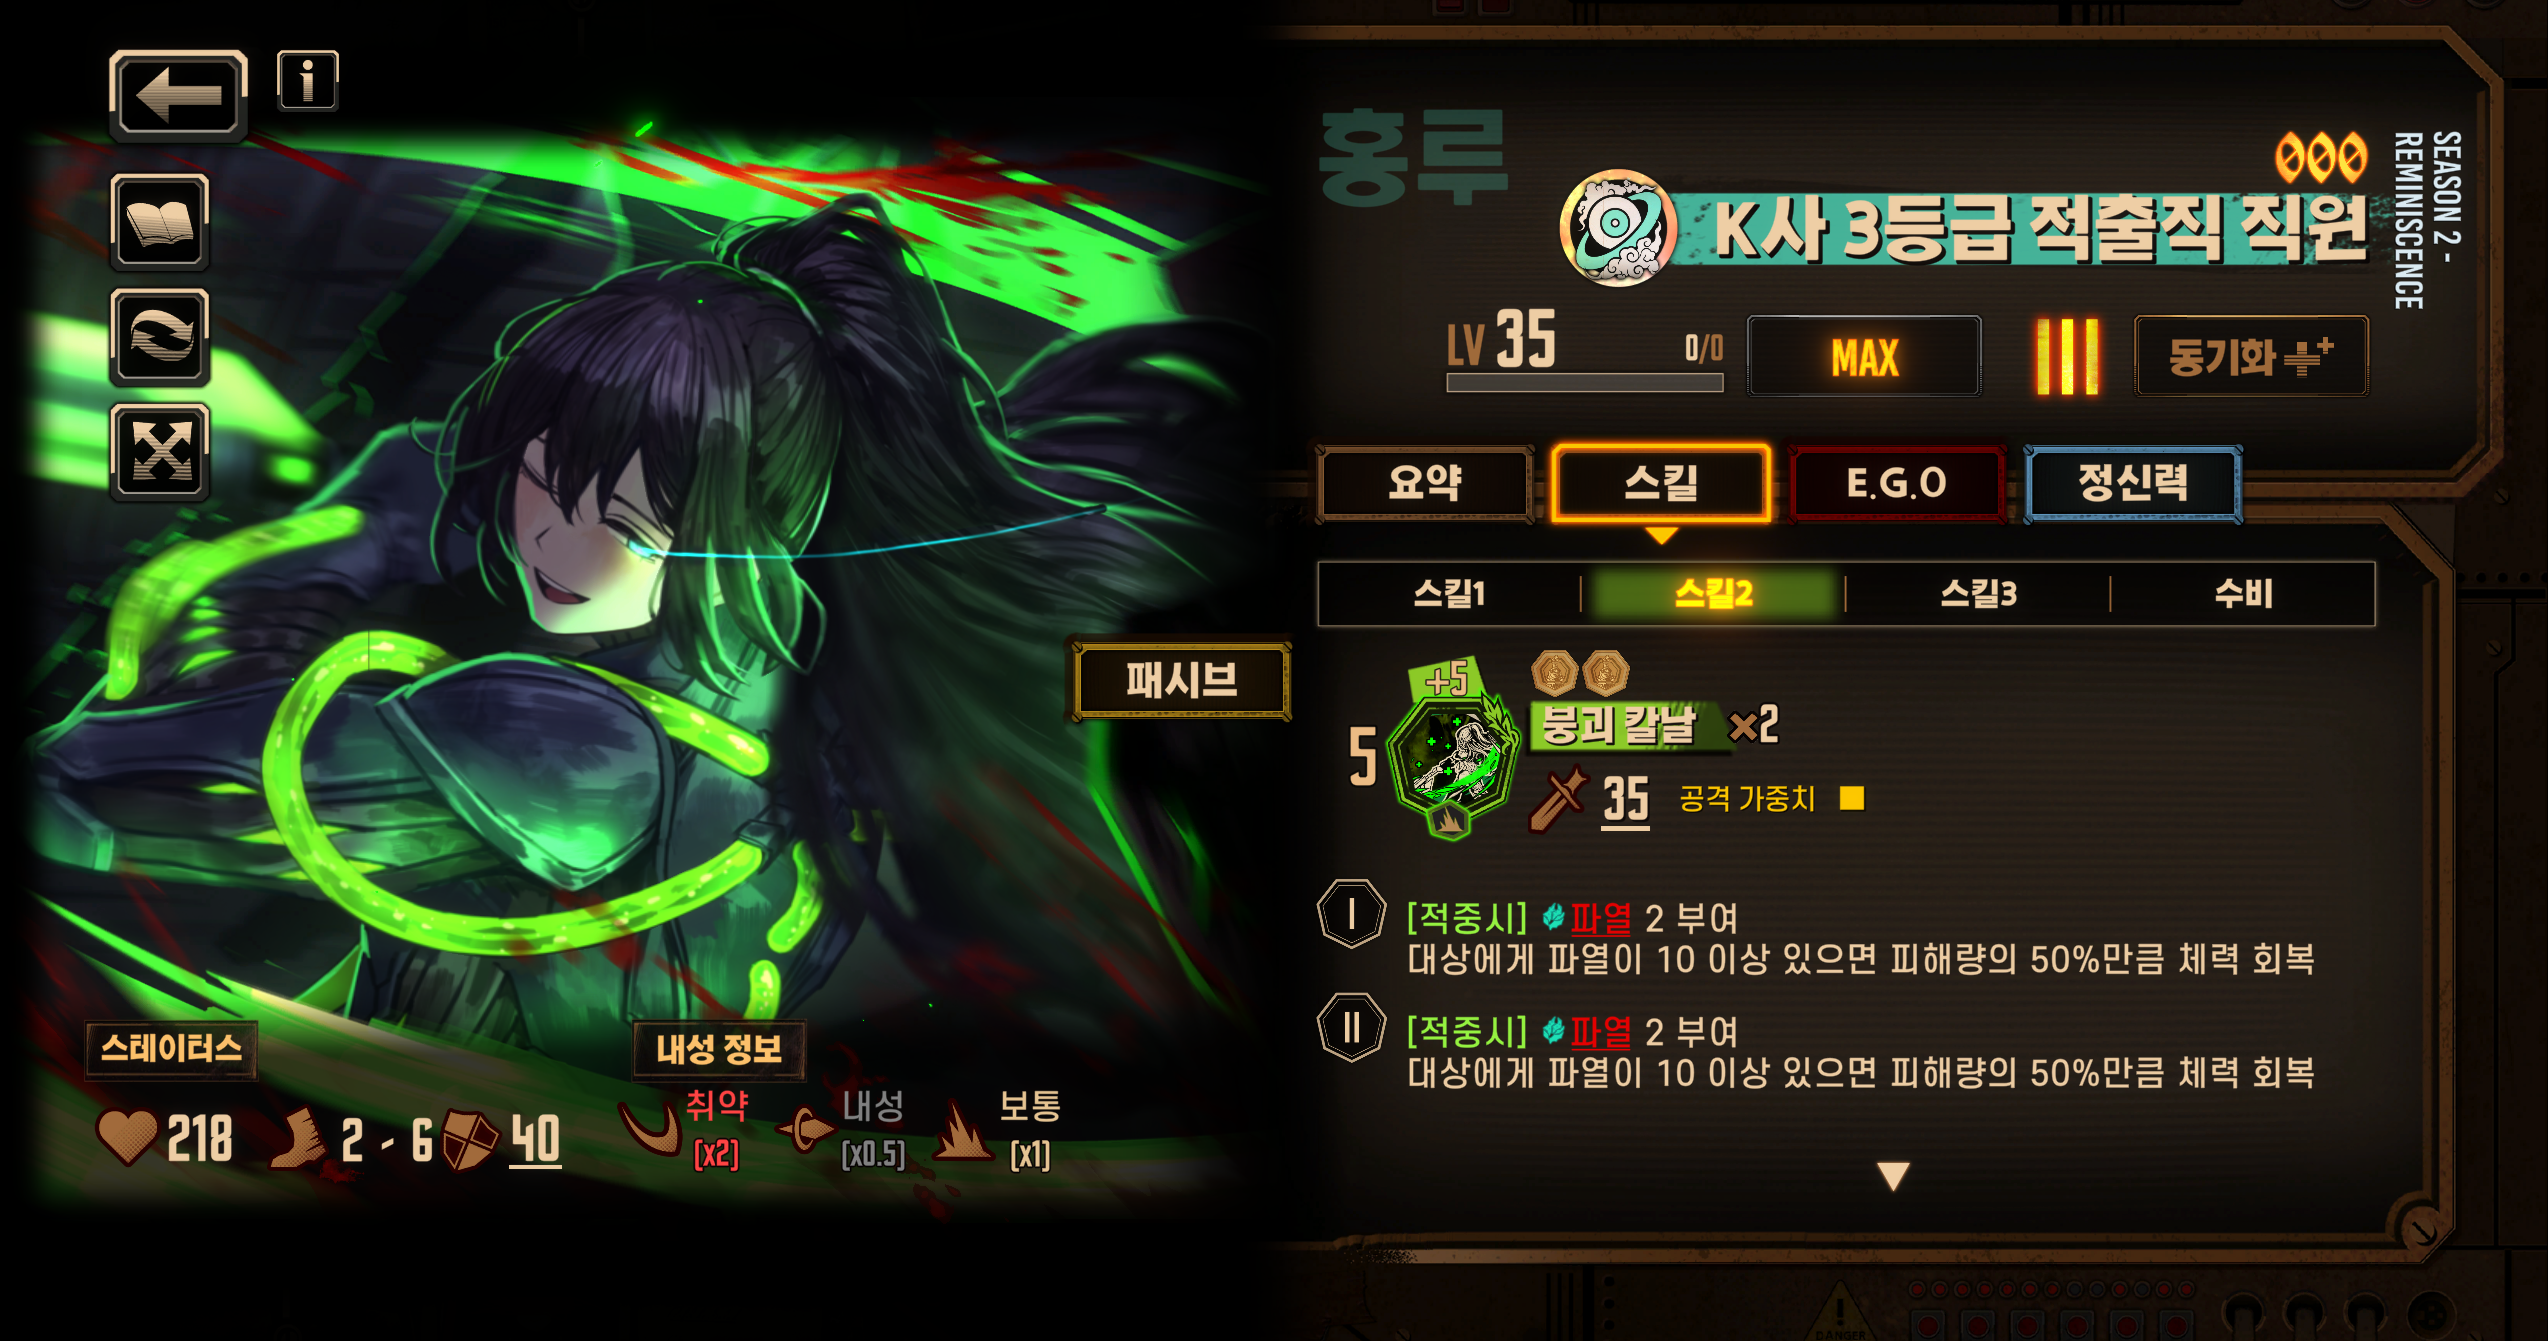 홍루
SEASON 2 -
REMINISCENCE
K사 3등급 적출직 직원
LV 35
0/0
MAX
동기화
요약
스킬
E.G.O
정신력
스킬1
스킬2
스킬3
수비
패시브
+5
5
붕괴 칼날 ×2
35
공격 가중치
I
[적중시] 파열 2 부여
대상에게 파열이 10 이상 있으면 피해량의 50%만큼 체력 회복
II
[적중시] 파열 2 부여
대상에게 파열이 10 이상 있으면 피해량의 50%만큼 체력 회복
스테이터스
218
2 - 6
40
내성 정보
취약
[x2]
내성
[x0.5]
보통
[x1]
DANGER